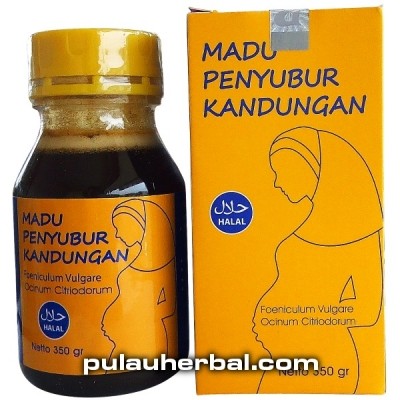 MADU
PENYUBUR
KANDUNGAN
حلال
HALAL
Foeniculum Vulgare
Ocinum Citriodorum
Netto 350 gr
MADU
PENYUBUR
KANDUNGAN
Foeniculum Vulgare
Ocinum Citriodorum
حلال
HALAL
Netto 350 gr
pulauherbal.com